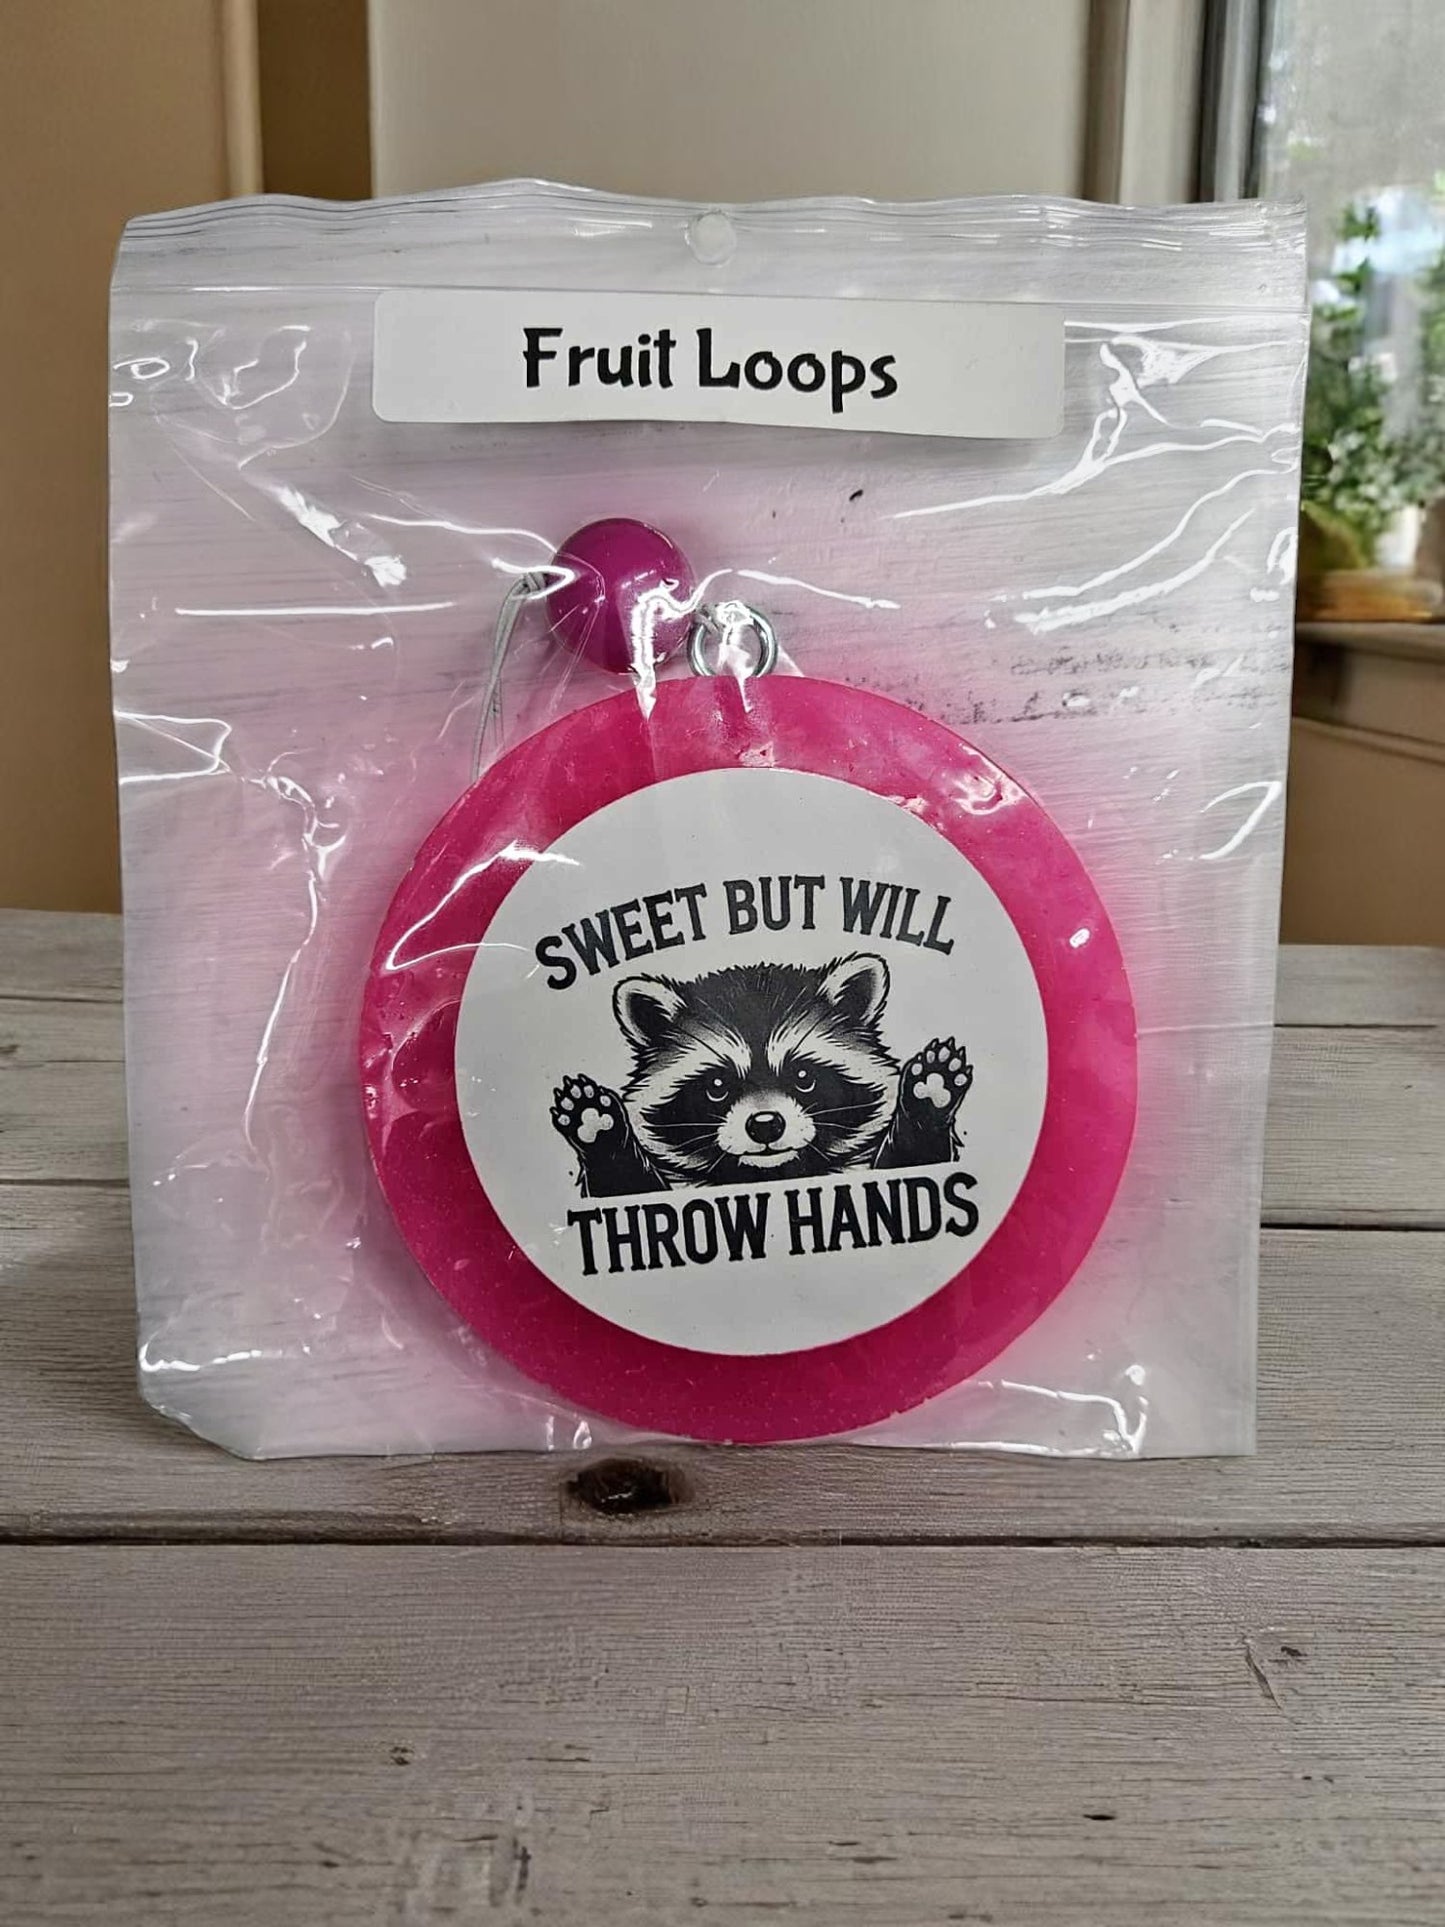 Fruit Loops
SWEET BUT WILL
THROW HANDS